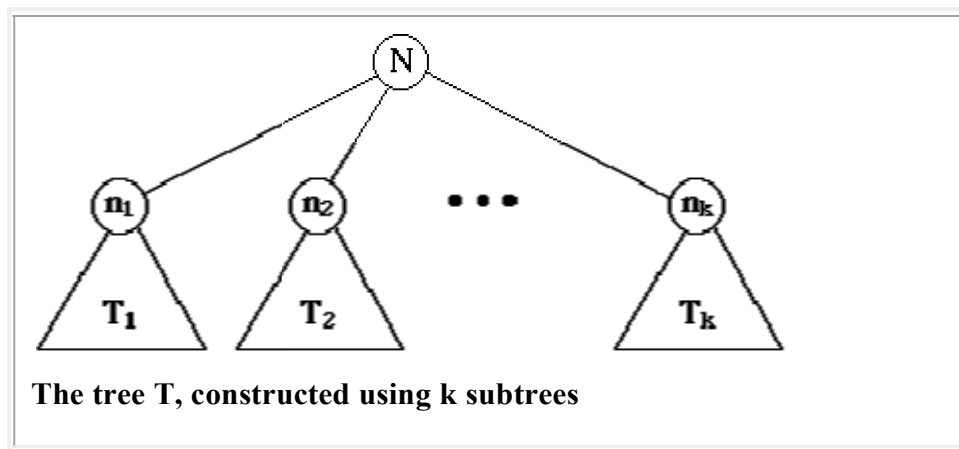 N
n₁ n₂ ••• nₖ
T₁ T₂ Tₖ
The tree T, constructed using k subtrees